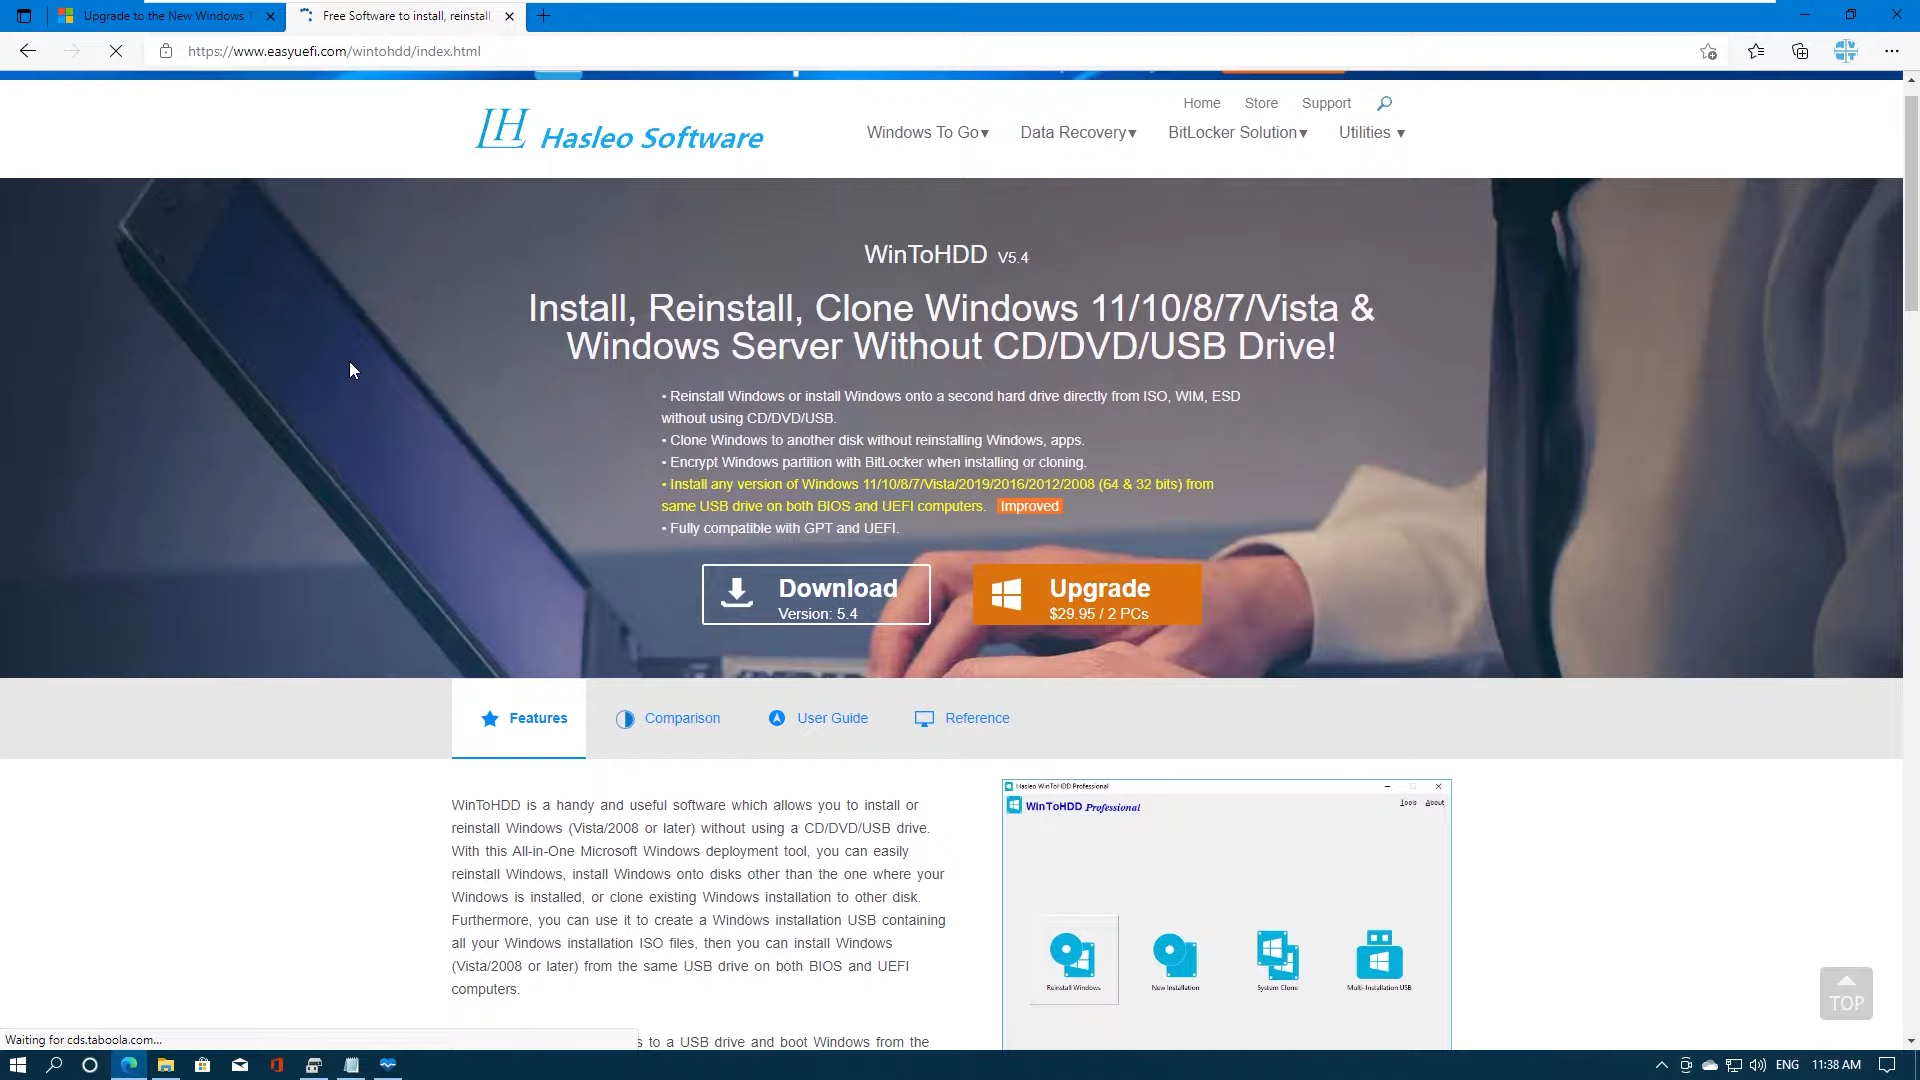 Upgrade to the New Windows
Free Software to install, reinstall
https://www.easyuefi.com/wintohdd/index.html
Home Store Support
LH Hasleo Software
Windows To Go▾ Data Recovery▾ BitLocker Solution▾ Utilities ▾
WinToHDD V5.4
Install, Reinstall, Clone Windows 11/10/8/7/Vista &
Windows Server Without CD/DVD/USB Drive!
• Reinstall Windows or install Windows onto a second hard drive directly from ISO, WIM, ESD
without using CD/DVD/USB.
• Clone Windows to another disk without reinstalling Windows, apps.
• Encrypt Windows partition with BitLocker when installing or cloning.
• Install any version of Windows 11/10/8/7/Vista/2019/2016/2012/2008 (64 & 32 bits) from
same USB drive on both BIOS and UEFI computers. Improved
• Fully compatible with GPT and UEFI.
Download
Version: 5.4
Upgrade
$29.95 / 2 PCs
Features Comparison User Guide Reference
WinToHDD is a handy and useful software which allows you to install or
reinstall Windows (Vista/2008 or later) without using a CD/DVD/USB drive.
With this All-in-One Microsoft Windows deployment tool, you can easily
reinstall Windows, install Windows onto disks other than the one where your
Windows is installed, or clone existing Windows installation to other disk.
Furthermore, you can use it to create a Windows installation USB containing
all your Windows installation ISO files, then you can install Windows
(Vista/2008 or later) from the same USB drive on both BIOS and UEFI
computers.
s to a USB drive and boot Windows from the
Hasleo WinToHDD Professional
WinToHDD Professional
Tools About
Reinstall Windows New Installation System Clone Multi-Installation USB
TOP
Waiting for cds.taboola.com...
ENG 11:38 AM